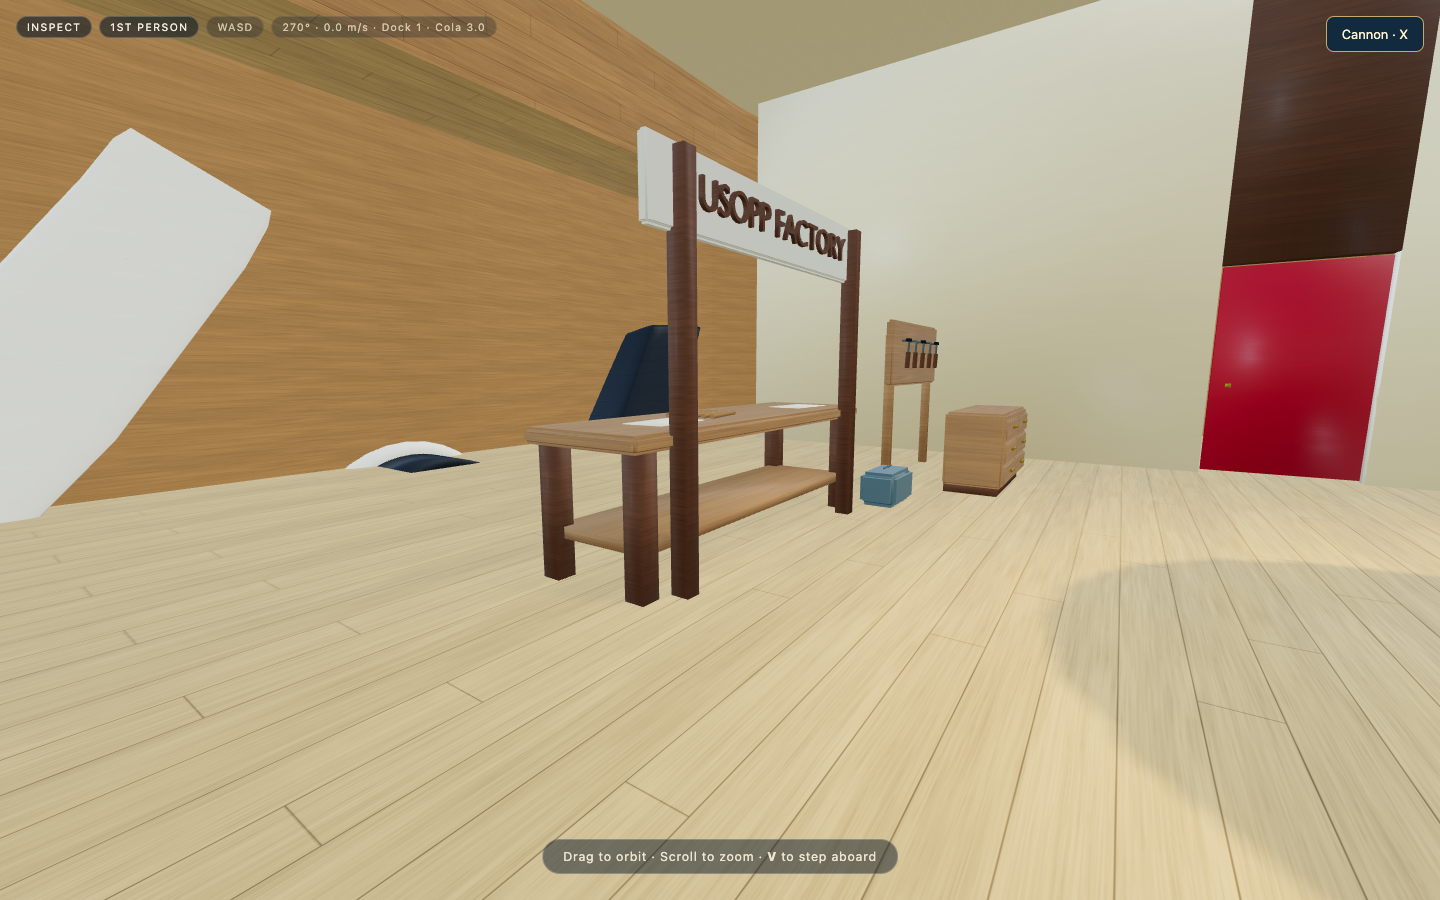 INSPECT
1ST PERSON
WASD
270° · 0.0 m/s · Dock 1 · Cola 3.0
Cannon · X
USOPP FACTORY
Drag to orbit · Scroll to zoom · V to step aboard